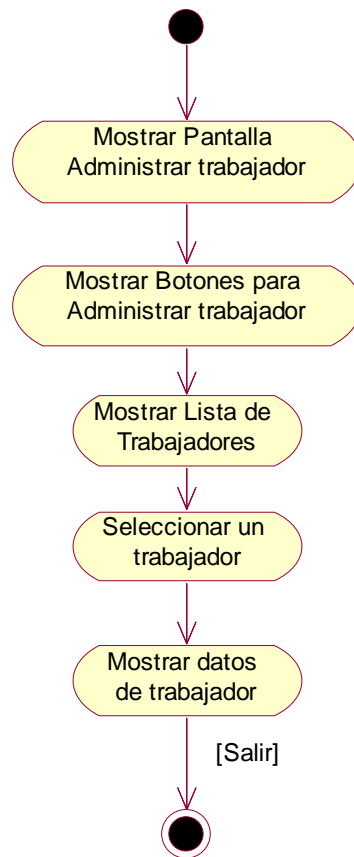 Mostrar Pantalla
Administrar trabajador
Mostrar Botones para
Administrar trabajador
Mostrar Lista de
Trabajadores
Seleccionar un
trabajador
Mostrar datos
de trabajador
[Salir]